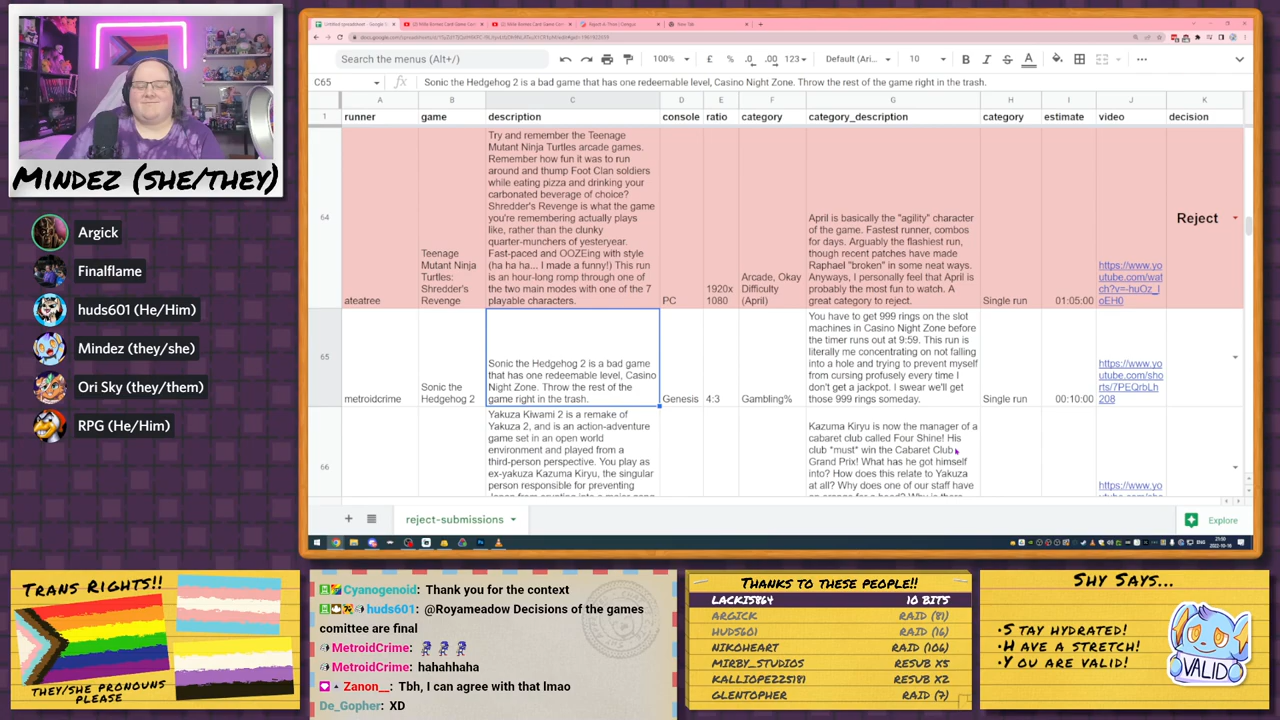 MINDEZ (SHE/THEY)
Argick
Finalflame
huds601 (He/Him)
Mindez (they/she)
Ori Sky (they/them)
RPG (He/Him)
Search the menus (Alt+/)
100%
£
%
.0
.00
123
Default (Ari...
10
B
I
S
A
C65
fx
Sonic the Hedgehog 2 is a bad game that has one redeemable level, Casino Night Zone. Throw the rest of the game right in the trash.
A
B
C
D
E
F
G
H
I
J
K
1
runner
game
description
console
ratio
category
category_description
category
estimate
video
decision
64
ateatree
Teenage
Mutant Ninja
Turtles:
Shredder's
Revenge
Try and remember the Teenage
Mutant Ninja Turtles arcade games.
Remember how fun it was to run
around and thump Foot Clan soldiers
while eating pizza and drinking your
carbonated beverage of choice?
Shredder's Revenge is what the game
you're remembering actually plays
like, rather than the clunky
quarter-munchers of yesteryear.
Fast-paced and OOZEing with style
(ha ha ha... I made a funny!) This run
is an hour-long romp through one of
the two main modes with one of the 7
playable characters.
PC
1920x
1080
Arcade, Okay
Difficulty
(April)
April is basically the "agility" character
of the game. Fastest runner, combos
for days. Arguably the flashiest run,
though recent patches have made
Raphael "broken" in some neat ways.
Anyways, I personally feel that April is
probably the most fun to watch. A
great category to reject.
Single run
01:05:00
https://www.yo
utube.com/wat
ch?v=-huOz_I
oEH0
Reject
65
metroidcrime
Sonic the
Hedgehog 2
Sonic the Hedgehog 2 is a bad game
that has one redeemable level, Casino
Night Zone. Throw the rest of the
game right in the trash.
Genesis
4:3
Gambling%
You have to get 999 rings on the slot
machines in Casino Night Zone before
the timer runs out at 9:59. This run is
literally me concentrating on not falling
into a hole and trying to prevent myself
from cursing profusely every time I
don't get a jackpot. I swear we'll get
those 999 rings someday.
Single run
00:10:00
https://www.yo
utube.com/sho
rts/7PEQrbLh
208
66
Yakuza Kiwami 2 is a remake of
Yakuza 2, and is an action-adventure
game set in an open world
environment and played from a
third-person perspective. You play as
ex-yakuza Kazuma Kiryu, the singular
person responsible for preventing
Kazuma Kiryu is now the manager of a
cabaret club called Four Shine! His
club *must* win the Cabaret Club
Grand Prix! What has he got himself
into? How does this relate to Yakuza
at all? Why does one of our staff have
https://www.yo
reject-submissions
Explore
21:50
2022-10-16
TRANS RIGHTS!!
THEY/SHE PRONOUNS
PLEASE
Cyanogenoid: Thank you for the context
huds601: @Royameadow Decisions of the games
comittee are final
MetroidCrime:
MetroidCrime: hahahhaha
Zanon__: Tbh, I can agree with that lmao
De_Gopher: XD
THANKS TO THESE PEOPLE!!
LACKIS864 10 BITS
ARGICK RAID (81)
HUDS601 RAID (16)
NIKOHEART RAID (106)
MIRBY_STUDIOS RESUB X5
KALLIOPE225181 RESUB X2
GLENTOPHER RAID (7)
SHY SAYS...
•STAY HYDRATED!
•HAVE A STRETCH!
•YOU ARE VALID!
VALID